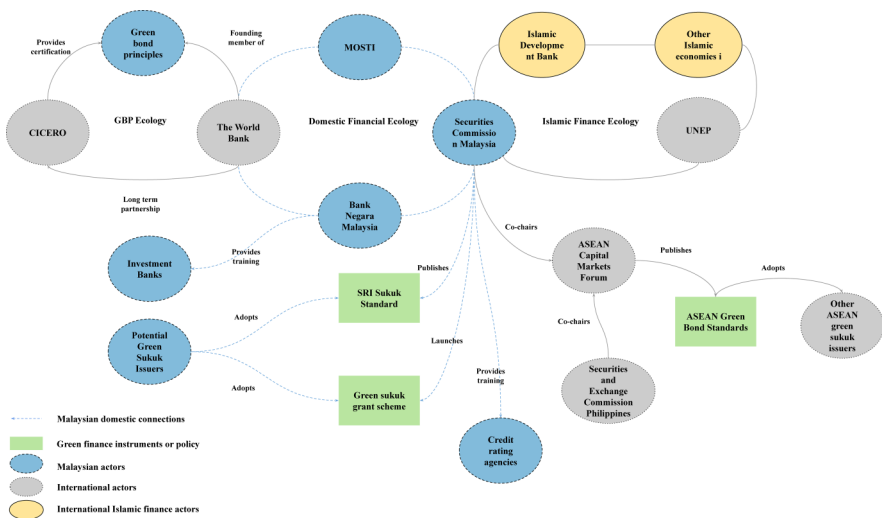 Provides
certification
Green
bond
principles
Founding
member of
MOSTI
Islamic
Developme
nt Bank
Other
Islamic
economies i
CICERO
GBP Ecology
The World
Bank
Domestic Financial Ecology
Securities
Commissio
n Malaysia
Islamic Finance Ecology
UNEP
Long term
partnership
Bank
Negara
Malaysia
Co-chairs
Investment
Banks
Provides
training
ASEAN
Capital
Markets
Forum
Publishes
Adopts
SRI Sukuk
Standard
Publishes
Adopts
ASEAN Green
Bond Standards
Other
ASEAN
green
sukuk
issuers
Potential
Green
Sukuk
Issuers
Co-chairs
Launches
Adopts
Green sukuk
grant scheme
Provides
training
Securities
and
Exchange
Commission
Philippines
Credit
rating
agencies
Malaysian domestic connections
Green finance instruments or policy
Malaysian actors
International actors
International Islamic finance actors